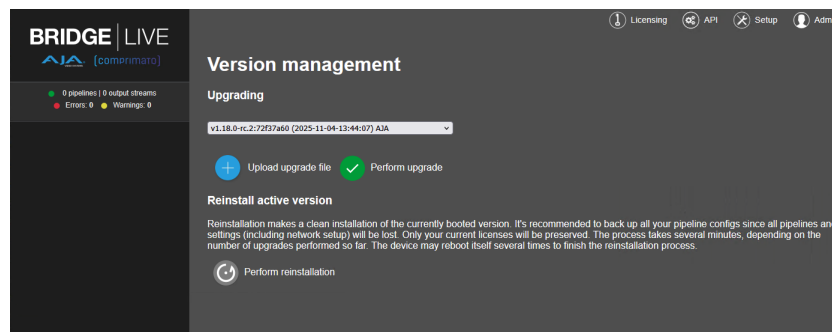 Licensing API Setup Adm
BRIDGE LIVE
AJA [comprimato]
Version management
0 pipelines | 0 output streams
Errors: 0 Warnings: 0
Upgrading
v1.18.0-rc.2:72f37a60 (2025-11-04-13:44:07) AJA
Upload upgrade file Perform upgrade
Reinstall active version
Reinstallation makes a clean installation of the currently booted version. It's recommended to back up all your pipeline configs since all pipelines an
settings (including network setup) will be lost. Only your current licenses will be preserved. The process takes several minutes, depending on the
number of upgrades performed so far. The device may reboot itself several times to finish the reinstallation process.
Perform reinstallation